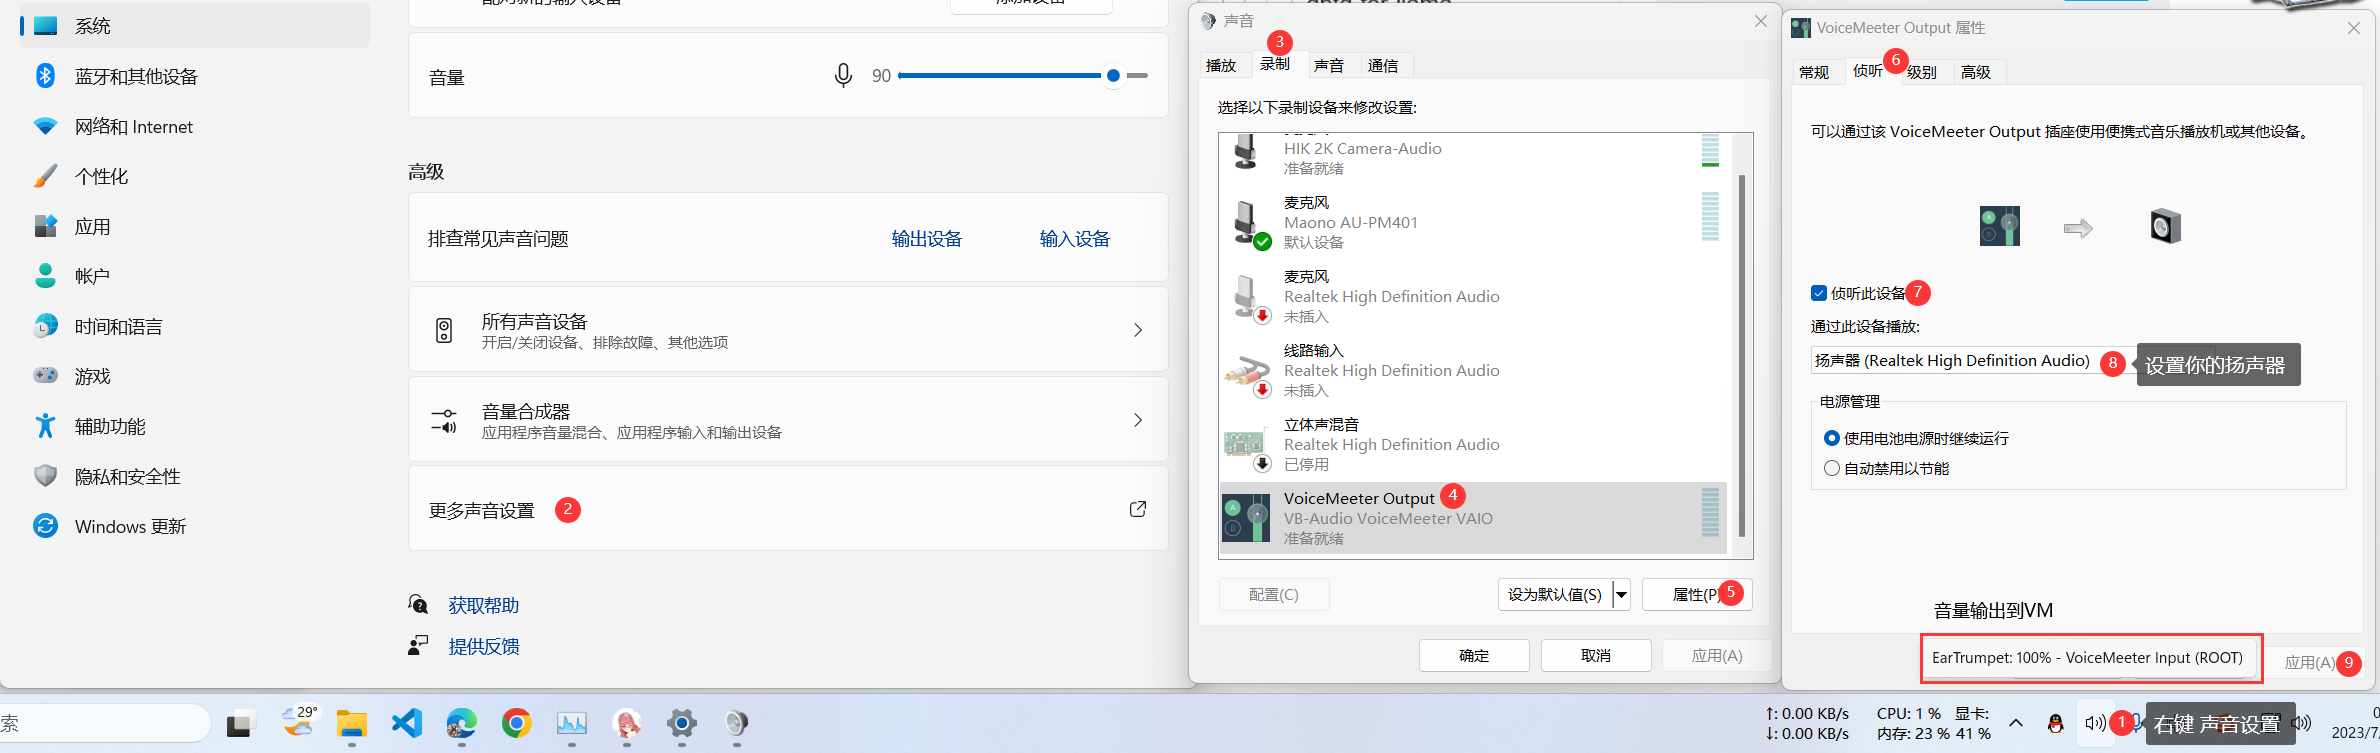 系统
蓝牙和其他设备
网络和 Internet
个性化
应用
帐户
时间和语言
游戏
辅助功能
隐私和安全性
Windows 更新
音量
90
高级
排查常见声音问题
输出设备
输入设备
所有声音设备
开启/关闭设备、排除故障、其他选项
音量合成器
应用程序音量混合、应用程序输入和输出设备
更多声音设置
2
获取帮助
提供反馈
声音
3
播放
录制
声音
通信
选择以下录制设备来修改设置:
HIK 2K Camera-Audio
准备就绪
麦克风
Maono AU-PM401
默认设备
麦克风
Realtek High Definition Audio
未插入
线路输入
Realtek High Definition Audio
未插入
立体声混音
Realtek High Definition Audio
已停用
VoiceMeeter Output
4
VB-Audio VoiceMeeter VAIO
准备就绪
配置(C)
设为默认值(S)
属性(P)
5
确定
取消
应用(A)
VoiceMeeter Output 属性
常规
侦听
6
级别
高级
可以通过该 VoiceMeeter Output 插座使用便携式音乐播放机或其他设备。
侦听此设备
7
通过此设备播放:
扬声器 (Realtek High Definition Audio)
8
设置你的扬声器
电源管理
使用电池电源时继续运行
自动禁用以节能
音量输出到VM
EarTrumpet: 100% - VoiceMeeter Input (ROOT)
应用(A)
9
索
29°
↑: 0.00 KB/s
↓: 0.00 KB/s
CPU: 1 %
内存: 23 %
显卡:
41 %
1
右键 声音设置
2023/7